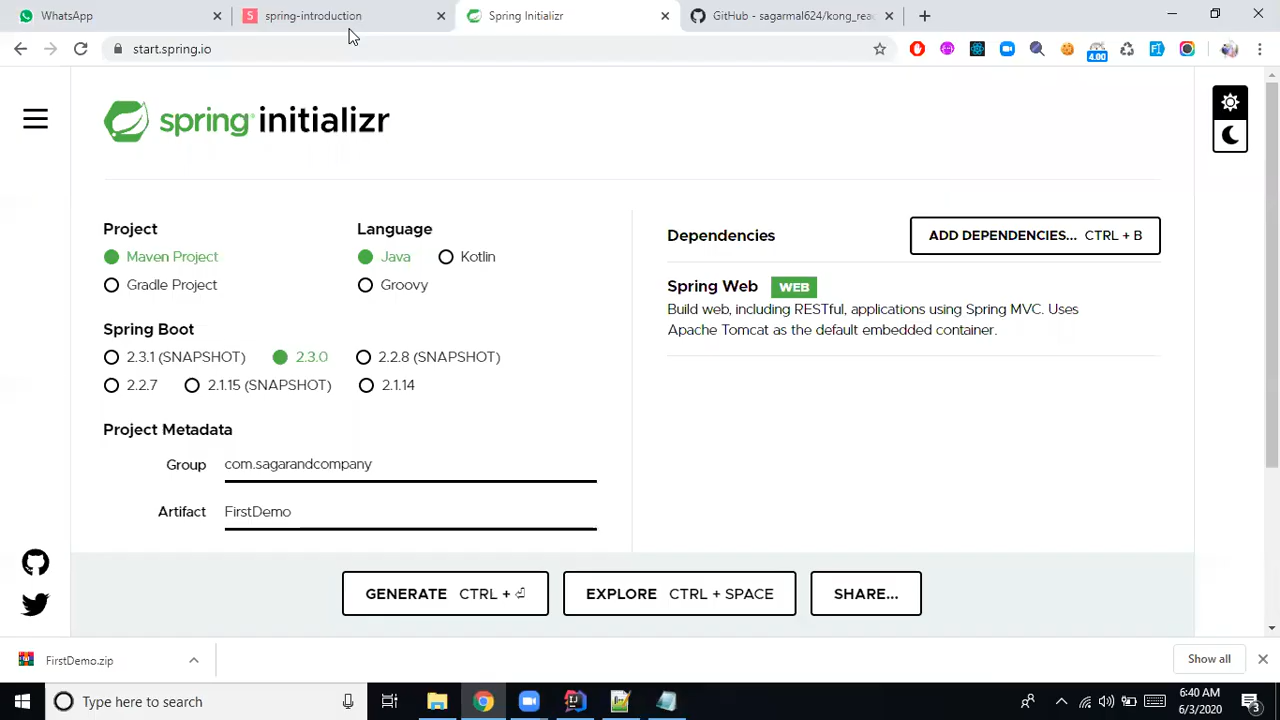 WhatsApp
spring-introduction
Spring Initializr
GitHub - sagarmal624/kong_rea
start.spring.io
4.00
spring initializr
Project
Maven Project
Gradle Project
Language
Java
Kotlin
Groovy
Spring Boot
2.3.1 (SNAPSHOT)
2.3.0
2.2.8 (SNAPSHOT)
2.2.7
2.1.15 (SNAPSHOT)
2.1.14
Project Metadata
Group com.sagarandcompany
Artifact FirstDemo
Dependencies
ADD DEPENDENCIES... CTRL + B
Spring Web WEB
Build web, including RESTful, applications using Spring MVC. Uses
Apache Tomcat as the default embedded container.
GENERATE CTRL + ⏎
EXPLORE CTRL + SPACE
SHARE...
FirstDemo.zip
Show all
Type here to search
6:40 AM
6/3/2020
3